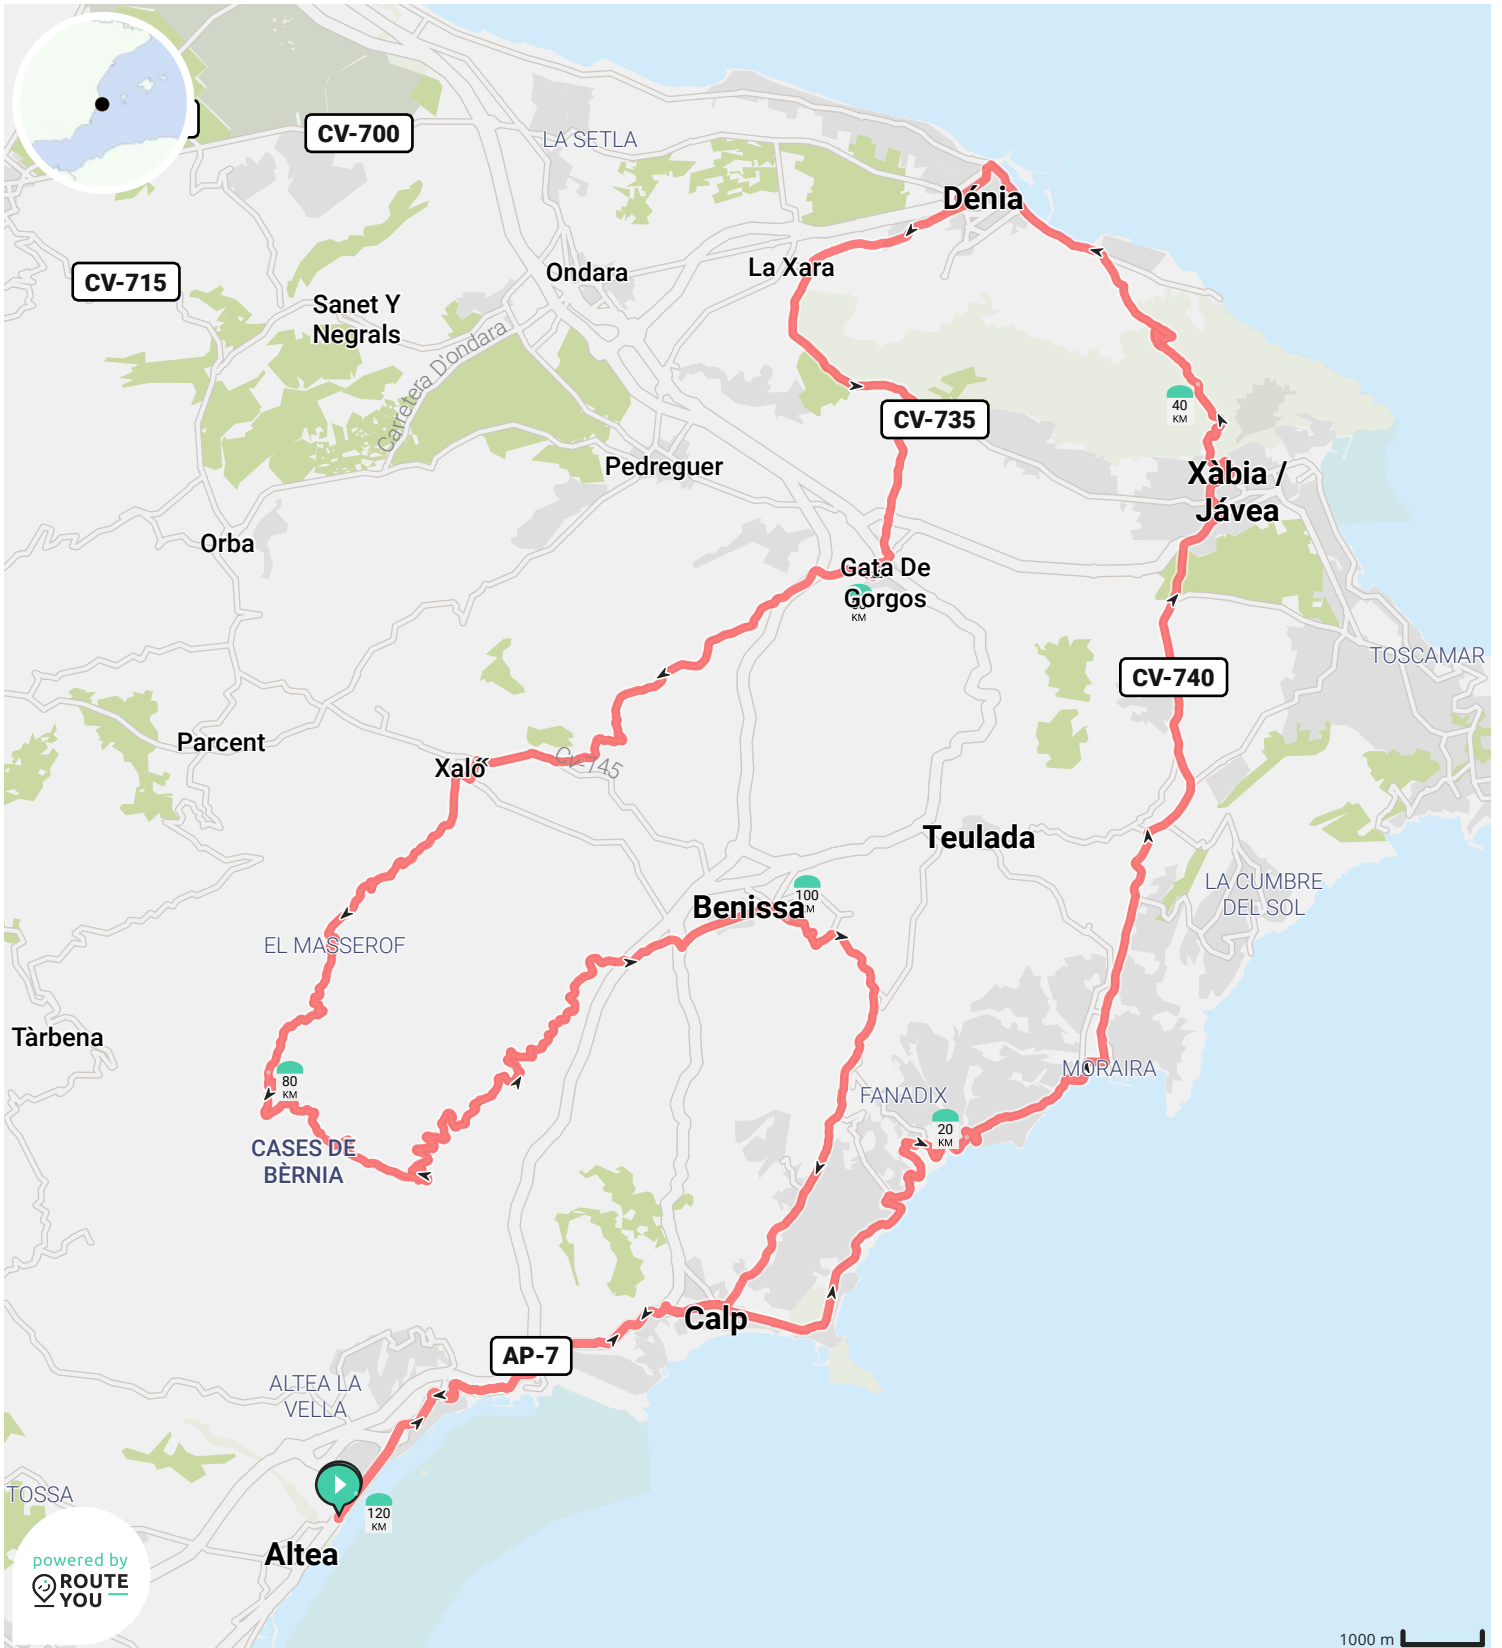 CV-700
LA SETLA
Dénia
CV-715
Ondara
La Xara
Sanet Y
Negrals
Carretera D'ondara
40
KM
CV-735
Pedreguer
Xàbia /
Jávea
Orba
Gata De
Gorgos
KM
TOSCAMAR
CV-740
Parcent
Xaló
CV-745
Teulada
LA CUMBRE
DEL SOL
100
KM
Benissa
EL MASSEROF
Tàrbena
80
KM
MORAIRA
FANADIX
20
KM
CASES DE
BÈRNIA
Calp
AP-7
ALTEA LA
VELLA
TOSSA
120
KM
Altea
powered by
ROUTE
YOU
1000 m